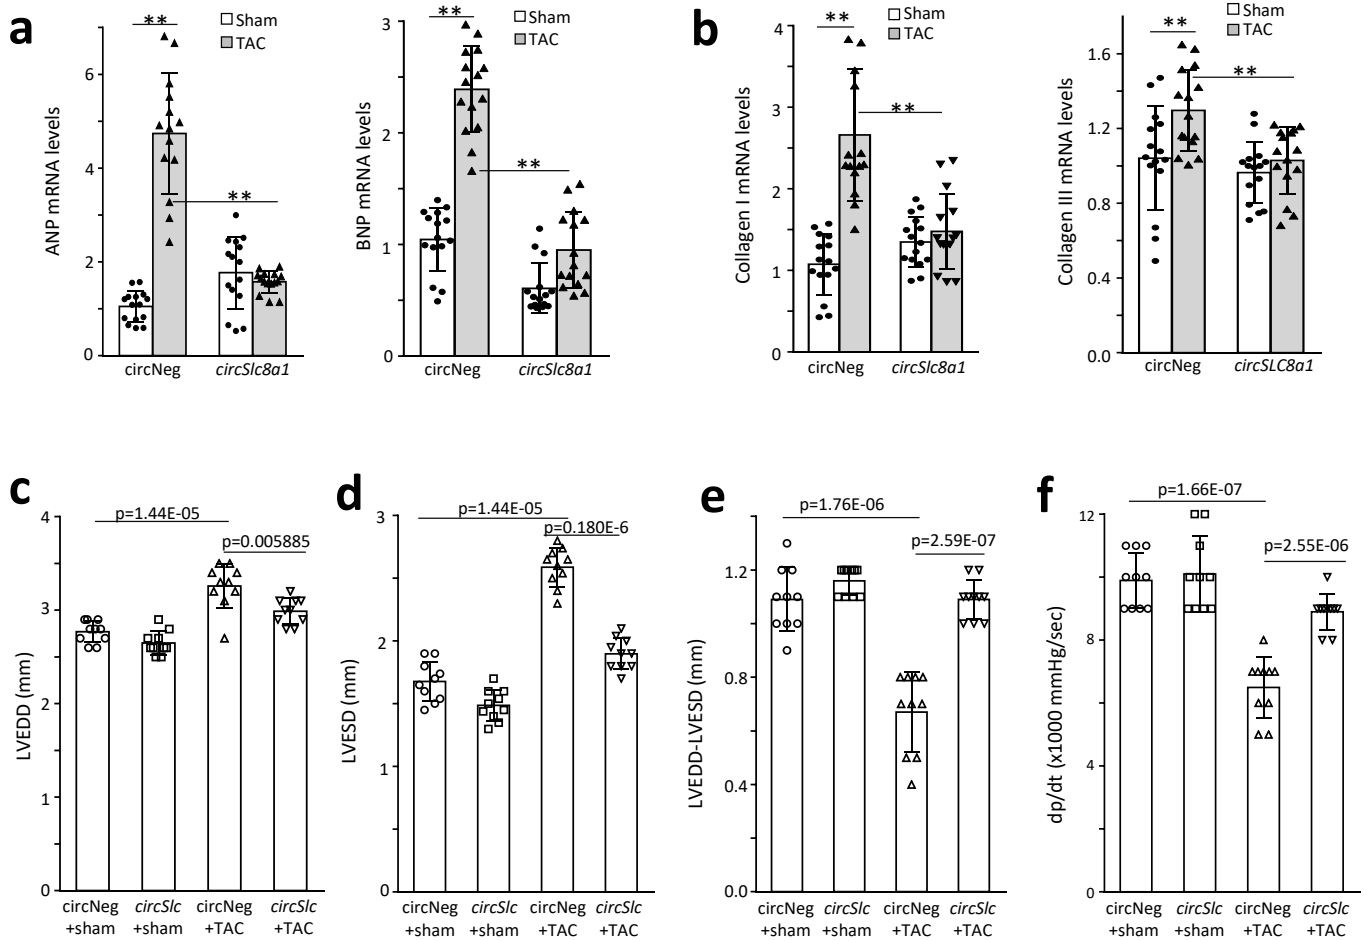 a
**
Sham
TAC
ANP mRNA levels
6
4
2
0
**
circNeg
circSlc8a1
**
Sham
TAC
BNP mRNA levels
3
2
1
0
**
circNeg
circSlc8a1
b
**
Sham
TAC
Collagen I mRNA levels
4
3
2
1
0
**
circNeg
circSlc8a1
**
Sham
TAC
Collagen III mRNA levels
1.6
1.2
0.8
0.4
0.0
**
circNeg
circSLC8a1
c
p=1.44E-05
p=0.005885
LVEDD (mm)
4
3
2
1
0
circNeg
+sham
circSlc
+sham
circNeg
+TAC
circSlc
+TAC
d
p=1.44E-05
p=0.180E-6
LVESD (mm)
3
2
1
0
circNeg
+sham
circSlc
+sham
circNeg
+TAC
circSlc
+TAC
e
p=1.76E-06
p=2.59E-07
LVEDD-LVESD (mm)
1.2
0.8
0.4
0.0
circNeg
+sham
circSlc
+sham
circNeg
+TAC
circSlc
+TAC
f
p=1.66E-07
p=2.55E-06
dp/dt (x1000 mmHg/sec)
12
8
4
0
circNeg
+sham
circSlc
+sham
circNeg
+TAC
circSlc
+TAC